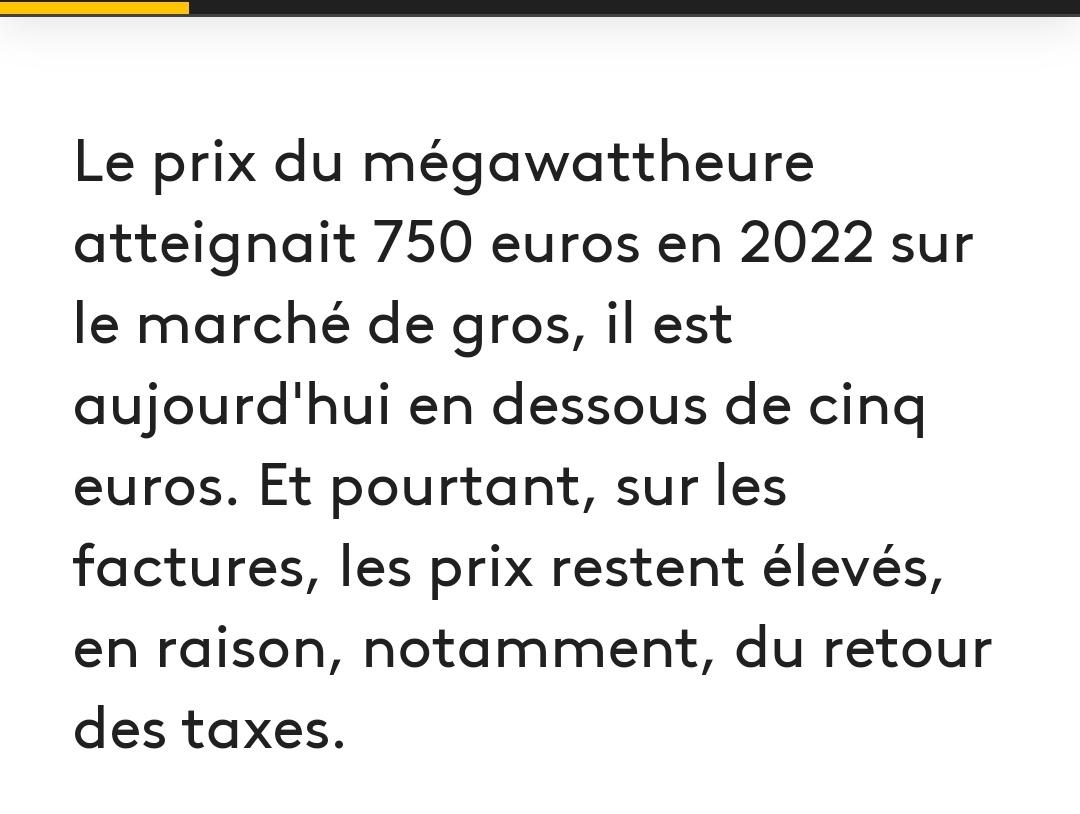 Le prix du mégawattheure
atteignait 750 euros en 2022 sur
le marché de gros, il est
aujourd'hui en dessous de cinq
euros. Et pourtant, sur les
factures, les prix restent élevés,
en raison, notamment, du retour
des taxes.